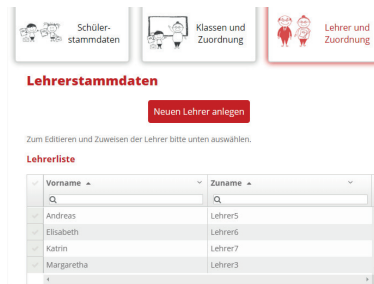 Schüler-
stammdaten
Klassen und
Zuordnung
Lehrer und
Zuordnung
Lehrerstammdaten
Neuen Lehrer anlegen
Zum Editieren und Zuweisen der Lehrer bitte unten auswählen.
Lehrerliste
Vorname Zuname
Andreas Lehrer5
Elisabeth Lehrer6
Katrin Lehrer7
Margaretha Lehrer3